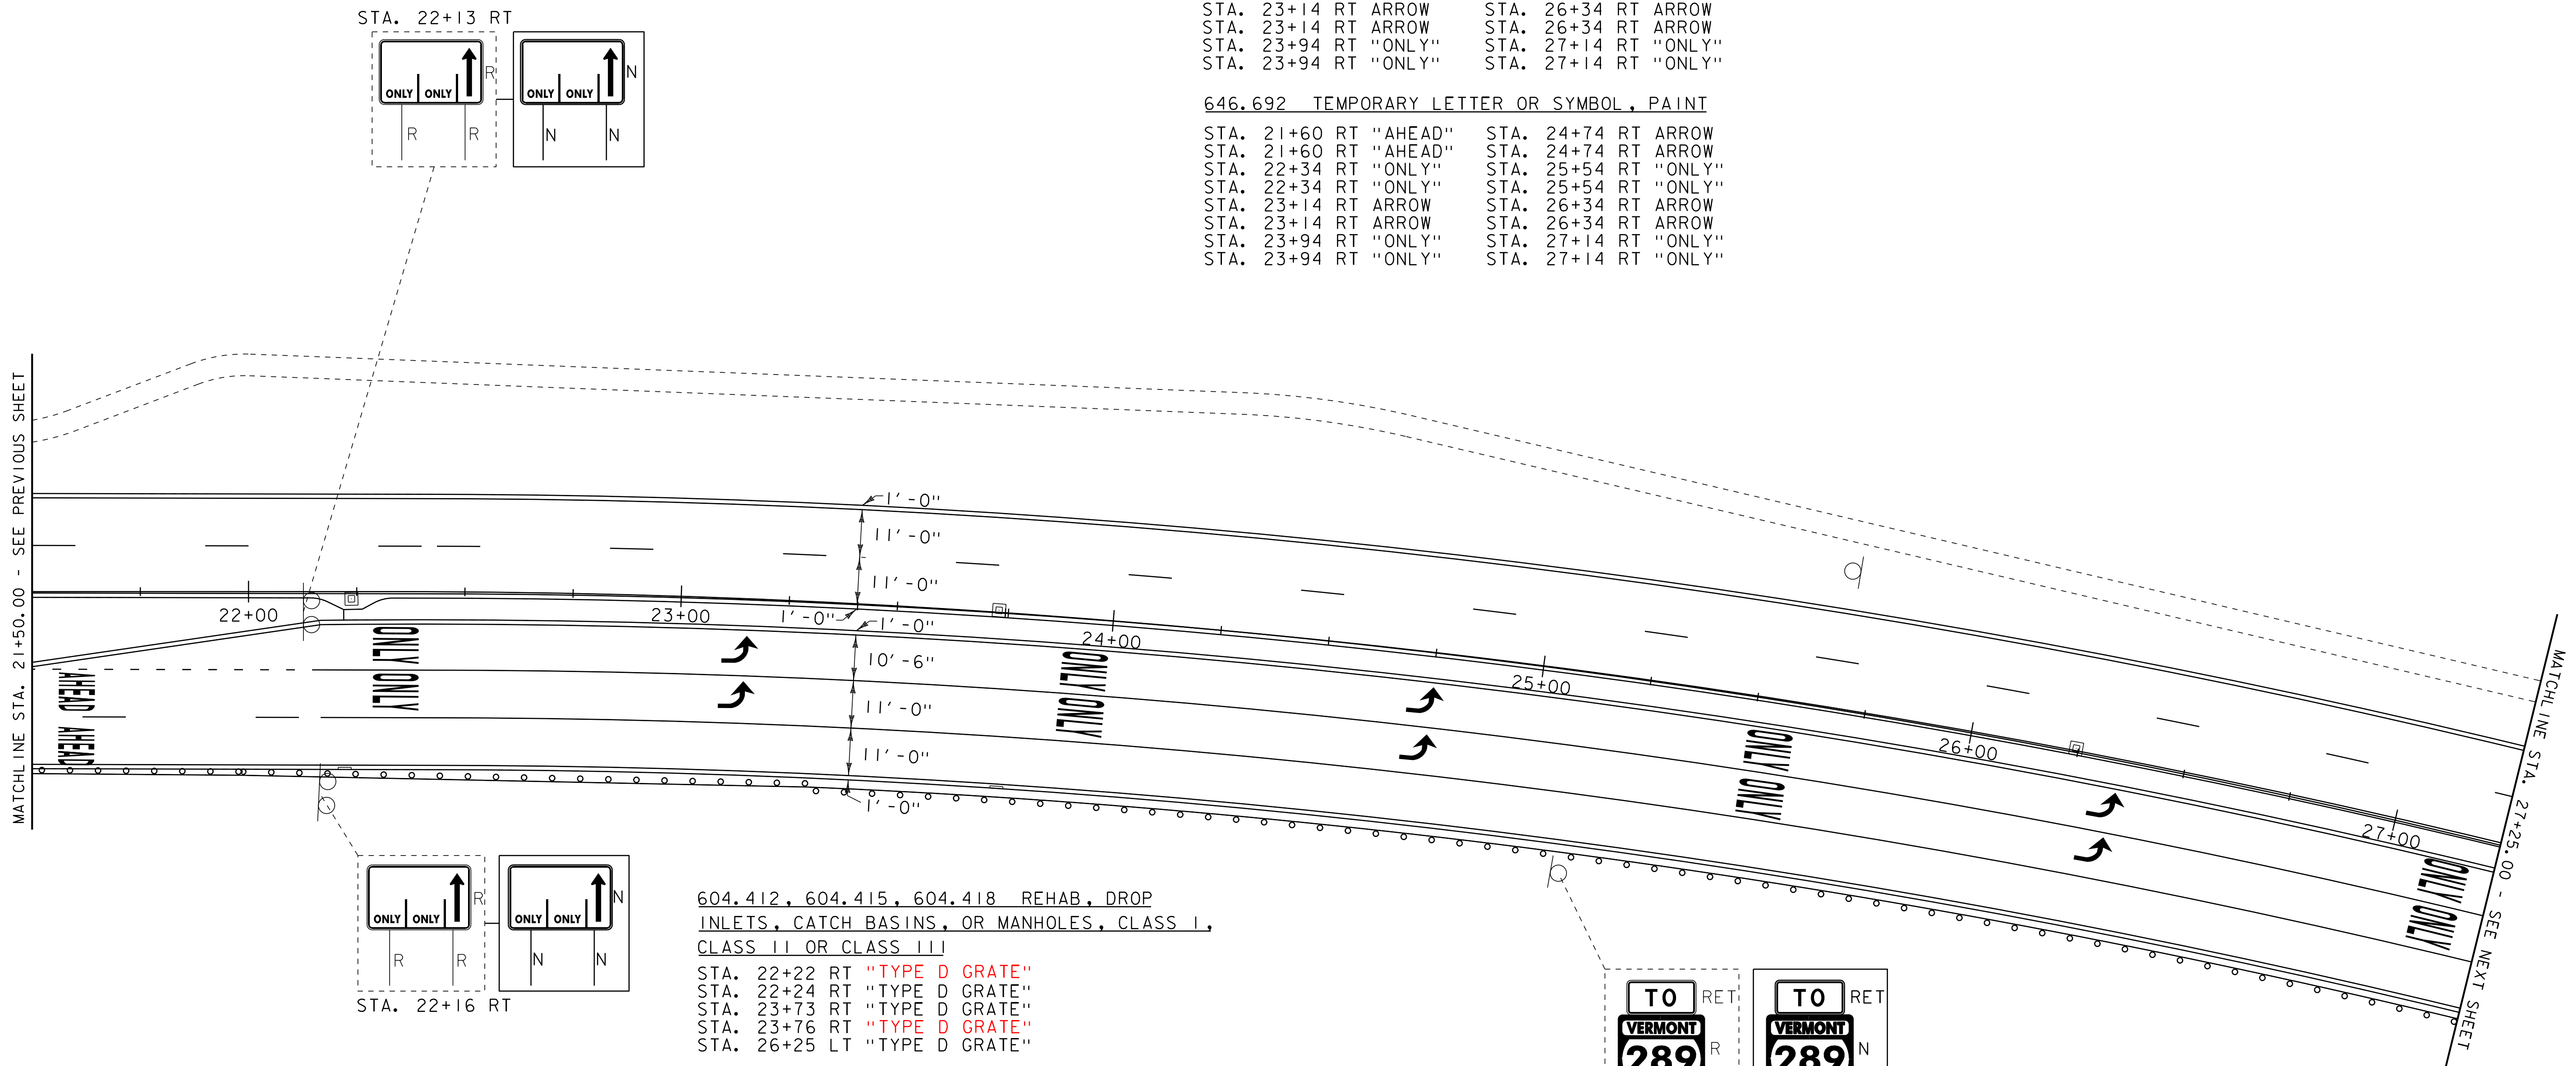 STA. 22+13 RT
ONLY ONLY R
R R
ONLY ONLY N
N N
STA. 23+14 RT ARROW STA. 26+34 RT ARROW
STA. 23+14 RT ARROW STA. 26+34 RT ARROW
STA. 23+94 RT "ONLY" STA. 27+14 RT "ONLY"
STA. 23+94 RT "ONLY" STA. 27+14 RT "ONLY"
646.692 TEMPORARY LETTER OR SYMBOL, PAINT
STA. 21+60 RT "AHEAD" STA. 24+74 RT ARROW
STA. 21+60 RT "AHEAD" STA. 24+74 RT ARROW
STA. 22+34 RT "ONLY" STA. 25+54 RT "ONLY"
STA. 22+34 RT "ONLY" STA. 25+54 RT "ONLY"
STA. 23+14 RT ARROW STA. 26+34 RT ARROW
STA. 23+14 RT ARROW STA. 26+34 RT ARROW
STA. 23+94 RT "ONLY" STA. 27+14 RT "ONLY"
STA. 23+94 RT "ONLY" STA. 27+14 RT "ONLY"
MATCHLINE STA. 21+50.00 - SEE PREVIOUS SHEET
1'-0"
11'-0"
11'-0"
1'-0"
1'-0"
10'-6"
11'-0"
11'-0"
1'-0"
22+00
23+00
24+00
25+00
26+00
27+00
AHEAD AHEAD
ONLY ONLY
ONLY ONLY
ONLY ONLY
ONLY ONLY
MATCHLINE STA. 27+25.00 - SEE NEXT SHEET
ONLY ONLY R
R R
ONLY ONLY N
N N
STA. 22+16 RT
604.412, 604.415, 604.418 REHAB, DROP
INLETS, CATCH BASINS, OR MANHOLES, CLASS I,
CLASS II OR CLASS III
STA. 22+22 RT "TYPE D GRATE"
STA. 22+24 RT "TYPE D GRATE"
STA. 23+73 RT "TYPE D GRATE"
STA. 23+76 RT "TYPE D GRATE"
STA. 26+25 LT "TYPE D GRATE"
TO RET
VERMONT
289 R
TO RET
VERMONT
289 N